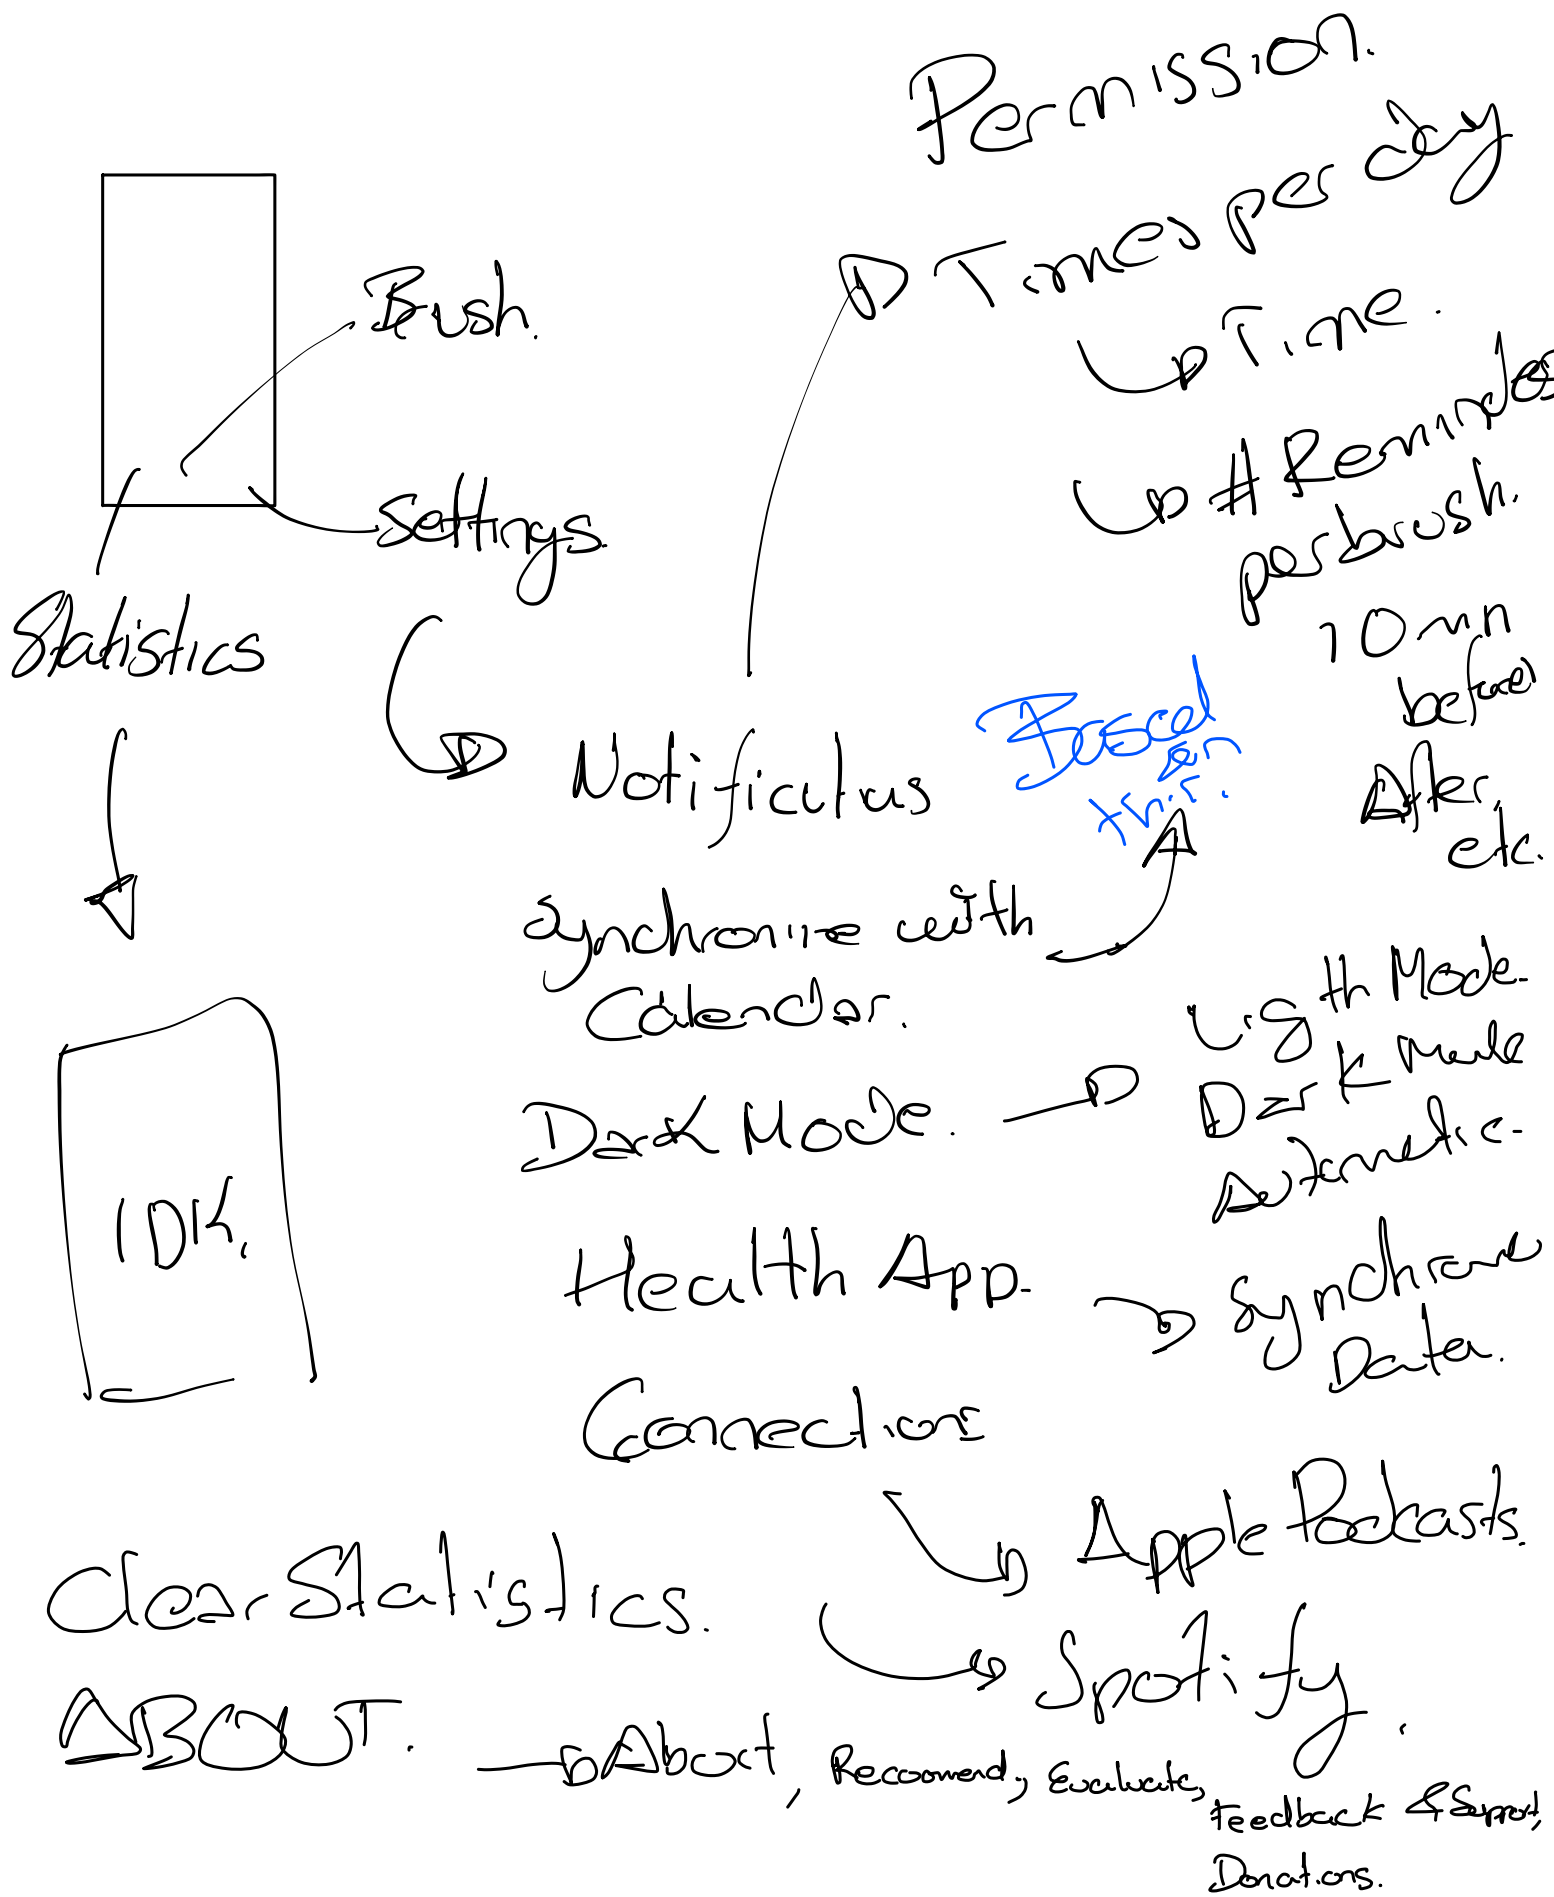 Permission.
Times per day
Time.
# Reminders
per brush.
10 min
before
After,
etc.
Brush.
Settings.
Statistics
Notifications
Based
on
Synchronize with
Calendar.
Ligth Mode.
Dark Mode
Automatic.
Dark Mode.
IDK.
Health App.
Synchronize
Data.
Connections
Apple Podcasts.
Spotify.
Clear Statistics.
ABOUT.
About, Recoomend, Evaluate,
Feedback & Support,
Donations.